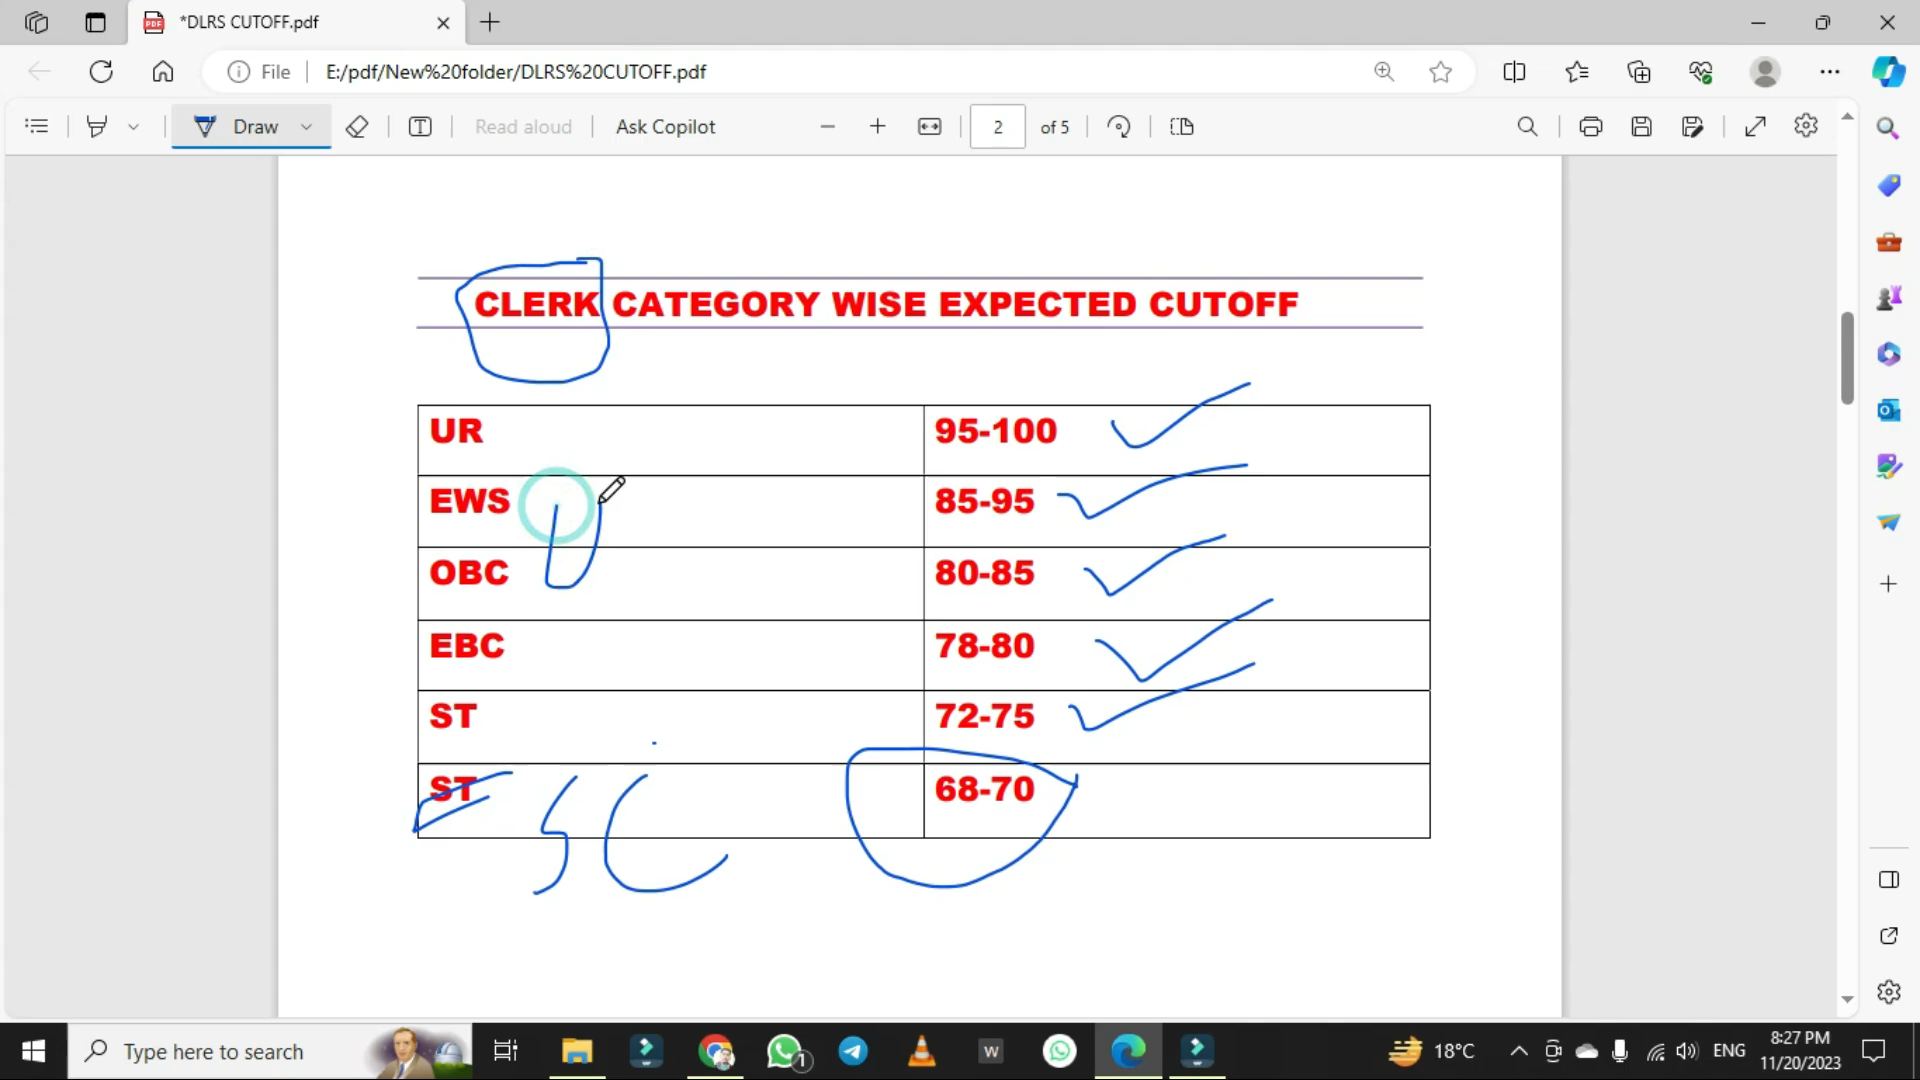 *DLRS CUTOFF.pdf
File
E:/pdf/New%20folder/DLRS%20CUTOFF.pdf
Draw
Read aloud
Ask Copilot
2
of 5
CLERK CATEGORY WISE EXPECTED CUTOFF
UR 95-100
EWS 85-95
OBC 80-85
EBC 78-80
ST 72-75
ST 68-70
SC
Type here to search
W
1
18°C
ENG
8:27 PM
11/20/2023